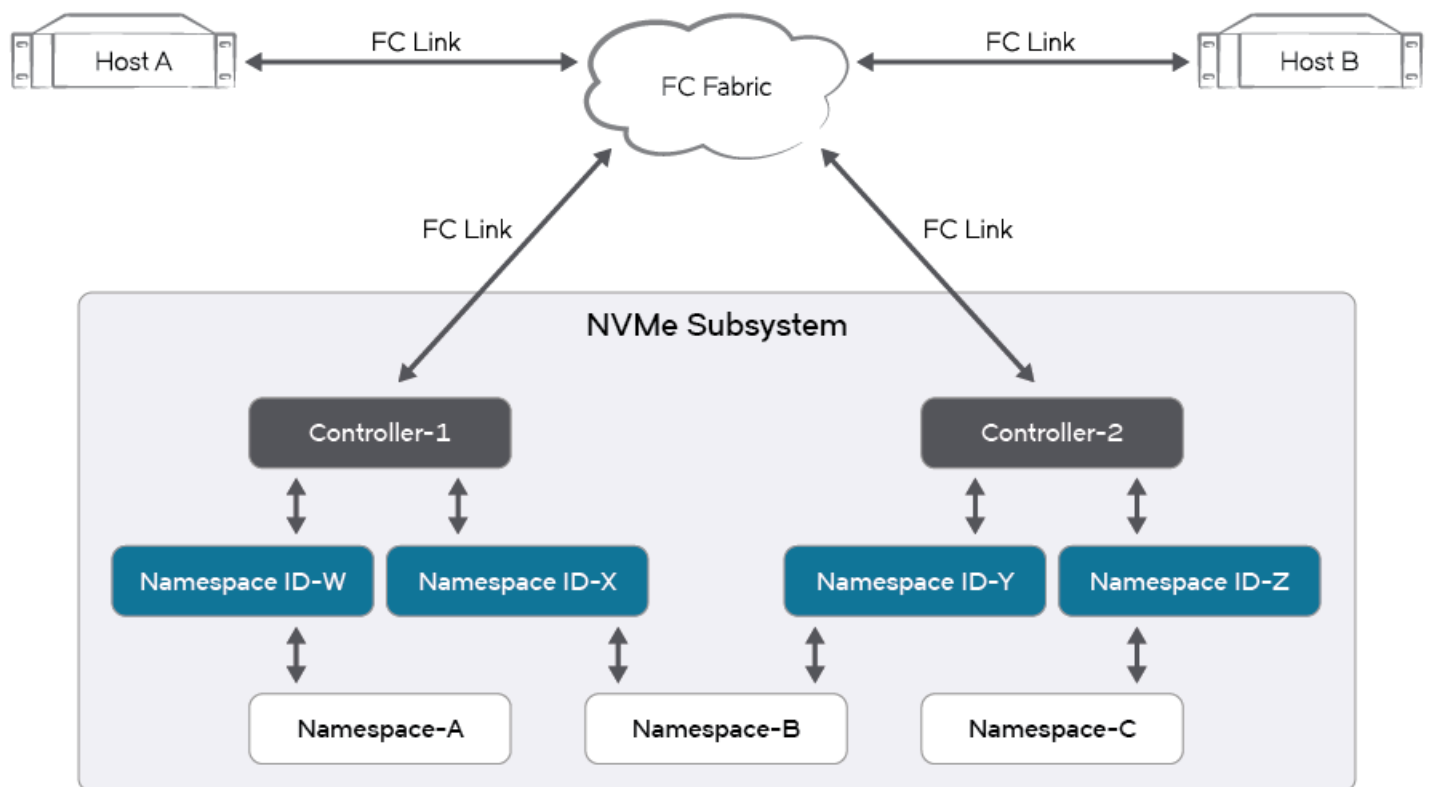 Host A
FC Link
FC Fabric
FC Link
Host B
FC Link
FC Link
NVMe Subsystem
Controller-1
Controller-2
Namespace ID-W
Namespace ID-X
Namespace ID-Y
Namespace ID-Z
Namespace-A
Namespace-B
Namespace-C